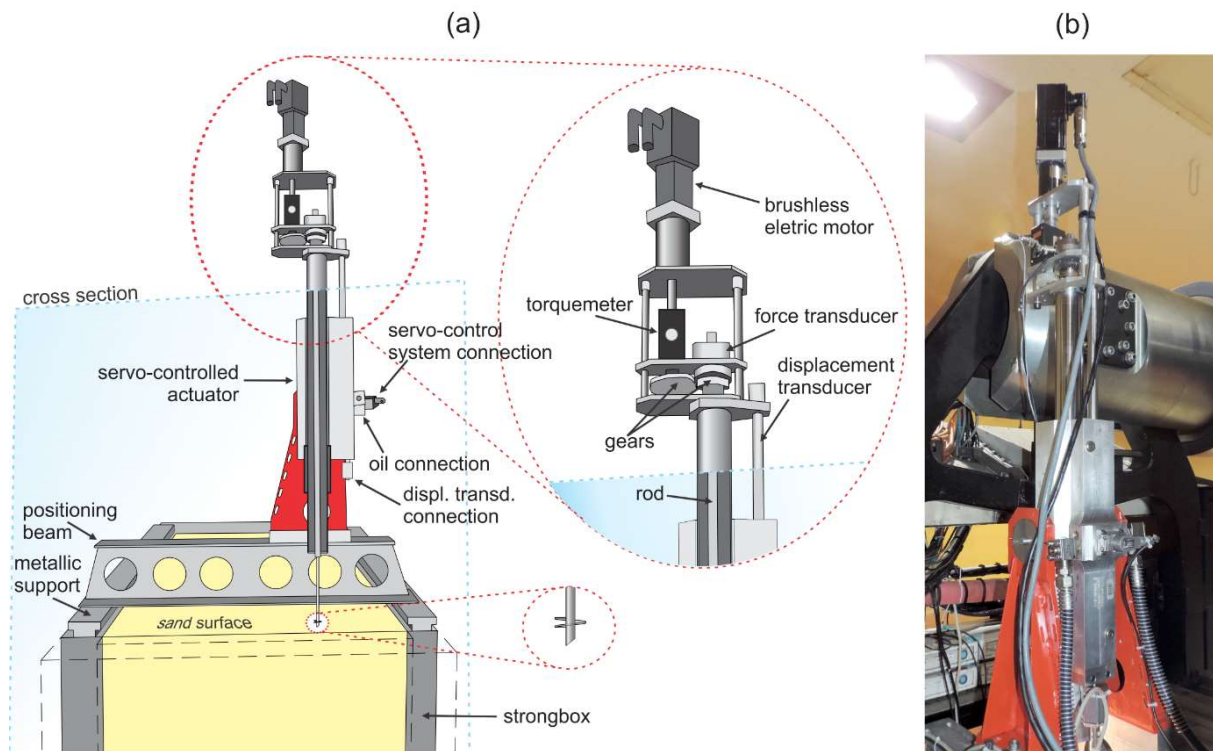 (a)
(b)
brushless
eletric motor
torquemeter
force transducer
displacement
transducer
gears
rod
cross section
servo-control
system connection
servo-controlled
actuator
oil connection
displ. transd.
connection
positioning
beam
metallic
support
sand surface
strongbox